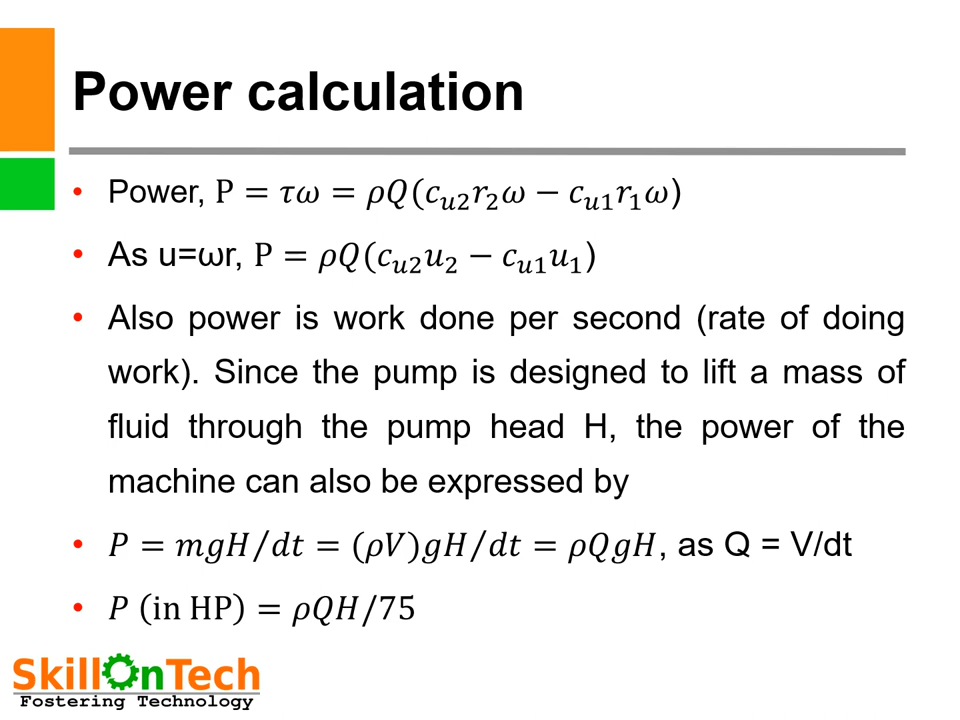 Power calculation
• Power, P = τω = ρQ(c_{u2}r_2ω − c_{u1}r_1ω)
• As u=ωr, P = ρQ(c_{u2}u_2 − c_{u1}u_1)
• Also power is work done per second (rate of doing
work). Since the pump is designed to lift a mass of
fluid through the pump head H, the power of the
machine can also be expressed by
• P = mgH/dt = (ρV)gH/dt = ρQgH, as Q = V/dt
• P (in HP) = ρQH/75
SkillOnTech
Fostering Technology